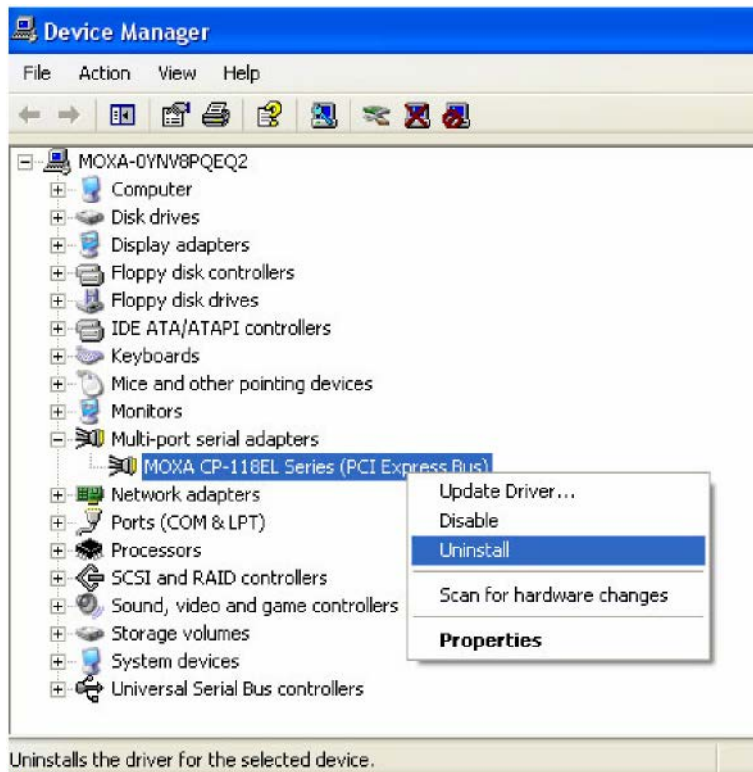 Device Manager
File Action View Help
MOXA-0YNV8PQEQ2
Computer
Disk drives
Display adapters
Floppy disk controllers
Floppy disk drives
IDE ATA/ATAPI controllers
Keyboards
Mice and other pointing devices
Monitors
Multi-port serial adapters
MOXA CP-118EL Series (PCI Express Bus)
Network adapters
Ports (COM & LPT)
Processors
SCSI and RAID controllers
Sound, video and game controllers
Storage volumes
System devices
Universal Serial Bus controllers
Update Driver...
Disable
Uninstall
Scan for hardware changes
Properties
Uninstalls the driver for the selected device.